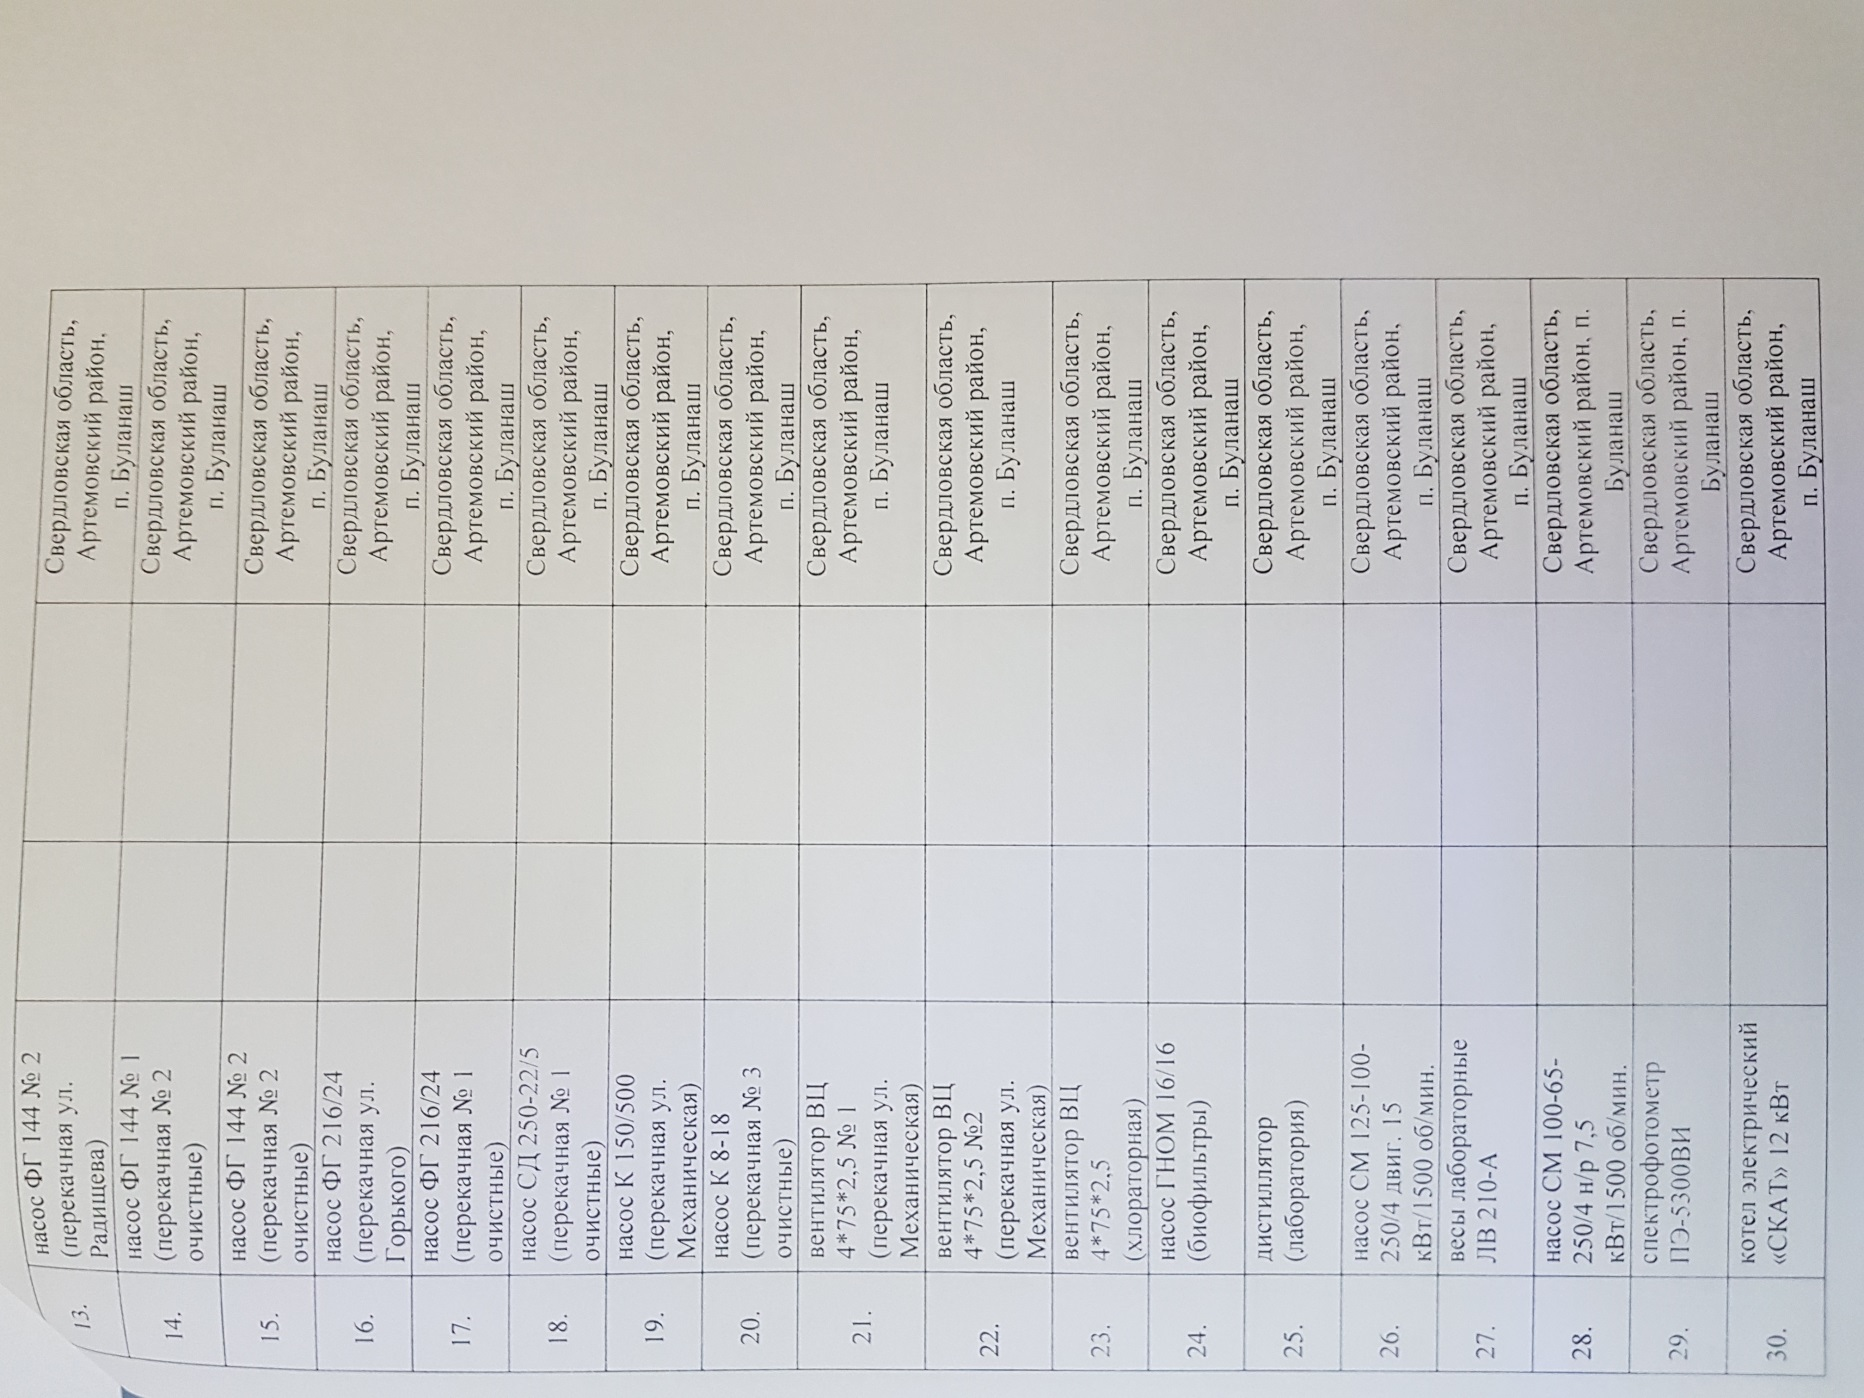 13.
насос ФГ 144 № 2
(перекачная ул.
Радищева)
Свердловская область,
Артемовский район,
п. Буланаш
14.
насос ФГ 144 № 1
(перекачная № 2
очистные)
Свердловская область,
Артемовский район,
п. Буланаш
15.
насос ФГ 144 № 2
(перекачная № 2
очистные)
Свердловская область,
Артемовский район,
п. Буланаш
16.
насос ФГ 216/24
(перекачная ул.
Горького)
Свердловская область,
Артемовский район,
п. Буланаш
17.
насос ФГ 216/24
(перекачная № 1
очистные)
Свердловская область,
Артемовский район,
п. Буланаш
18.
насос СД 250-22/5
(перекачная № 1
очистные)
Свердловская область,
Артемовский район,
п. Буланаш
19.
насос К 150/500
(перекачная ул.
Механическая)
Свердловская область,
Артемовский район,
п. Буланаш
20.
насос К 8-18
(перекачная № 3
очистные)
Свердловская область,
Артемовский район,
п. Буланаш
21.
вентилятор ВЦ
4*75*2,5 № 1
(перекачная ул.
Механическая)
Свердловская область,
Артемовский район,
п. Буланаш
22.
вентилятор ВЦ
4*75*2,5 №2
(перекачная ул.
Механическая)
Свердловская область,
Артемовский район,
п. Буланаш
23.
вентилятор ВЦ
4*75*2,5
(хлораторная)
Свердловская область,
Артемовский район,
п. Буланаш
24.
насос ГНОМ 16/16
(биофильтры)
Свердловская область,
Артемовский район,
п. Буланаш
25.
дистиллятор
(лаборатория)
Свердловская область,
Артемовский район,
п. Буланаш
26.
насос СМ 125-100-
250/4 двиг. 15
кВт/1500 об/мин.
Свердловская область,
Артемовский район,
п. Буланаш
27.
весы лабораторные
ЛВ 210-А
Свердловская область,
Артемовский район,
п. Буланаш
28.
насос СМ 100-65-
250/4 н/р 7,5
кВт/1500 об/мин.
Свердловская область,
Артемовский район, п.
Буланаш
29.
спектрофотометр
ПЭ-5300ВИ
Свердловская область,
Артемовский район, п.
Буланаш
30.
котел электрический
«СКАТ» 12 кВт
Свердловская область,
Артемовский район,
п. Буланаш